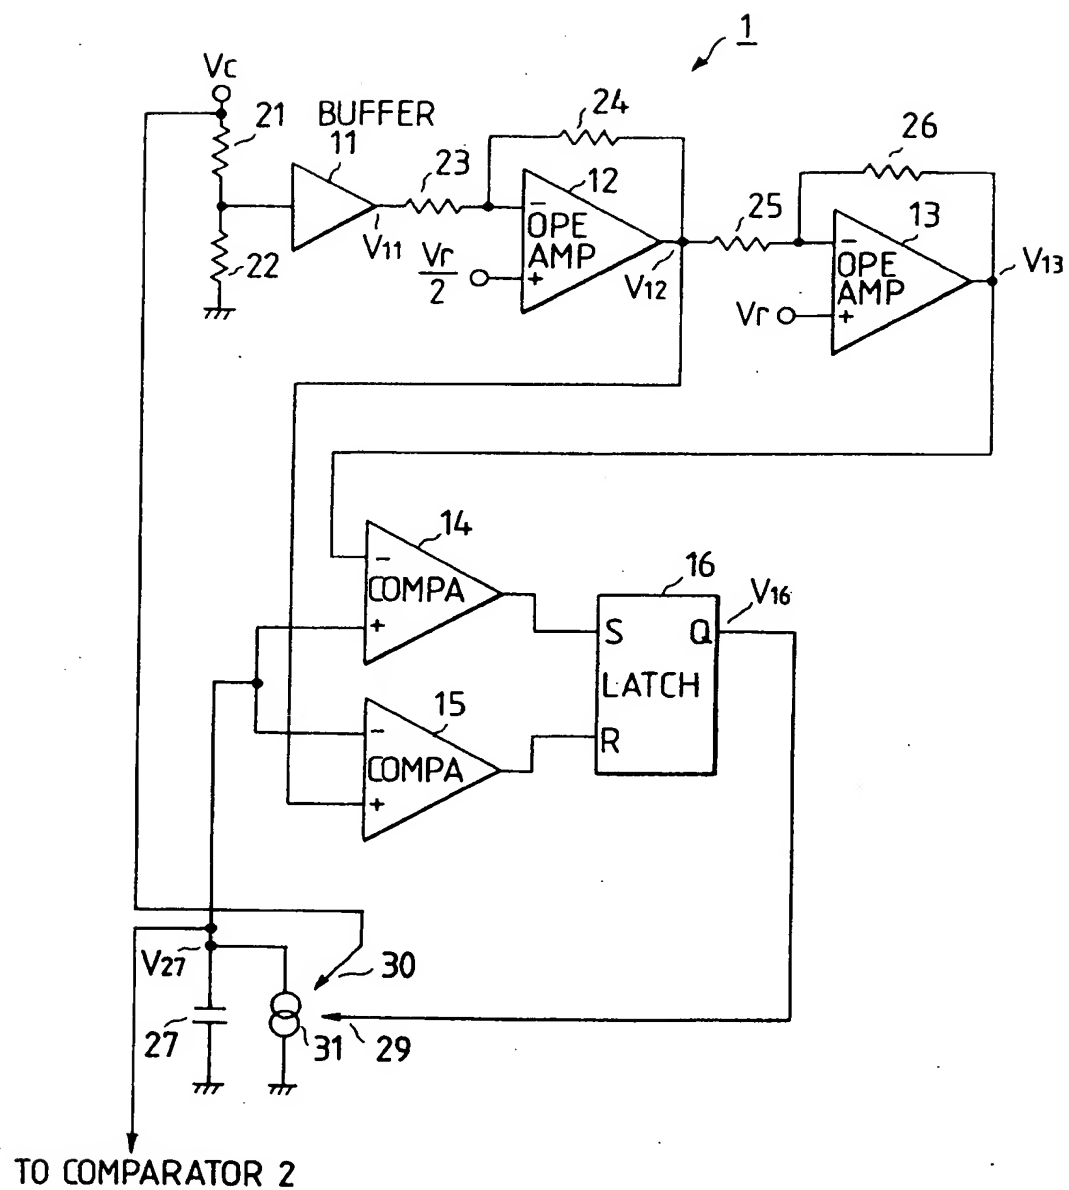 1
Vc
21
BUFFER
11
23
24
12
26
13
25
22
V11
Vr
2
−
OPE
AMP
+
V12
−
OPE
AMP
+
Vr
V13
14
−
COMPA
+
16
V16
S
Q
LATCH
R
15
−
COMPA
+
V27
30
27
31
29
TO COMPARATOR 2